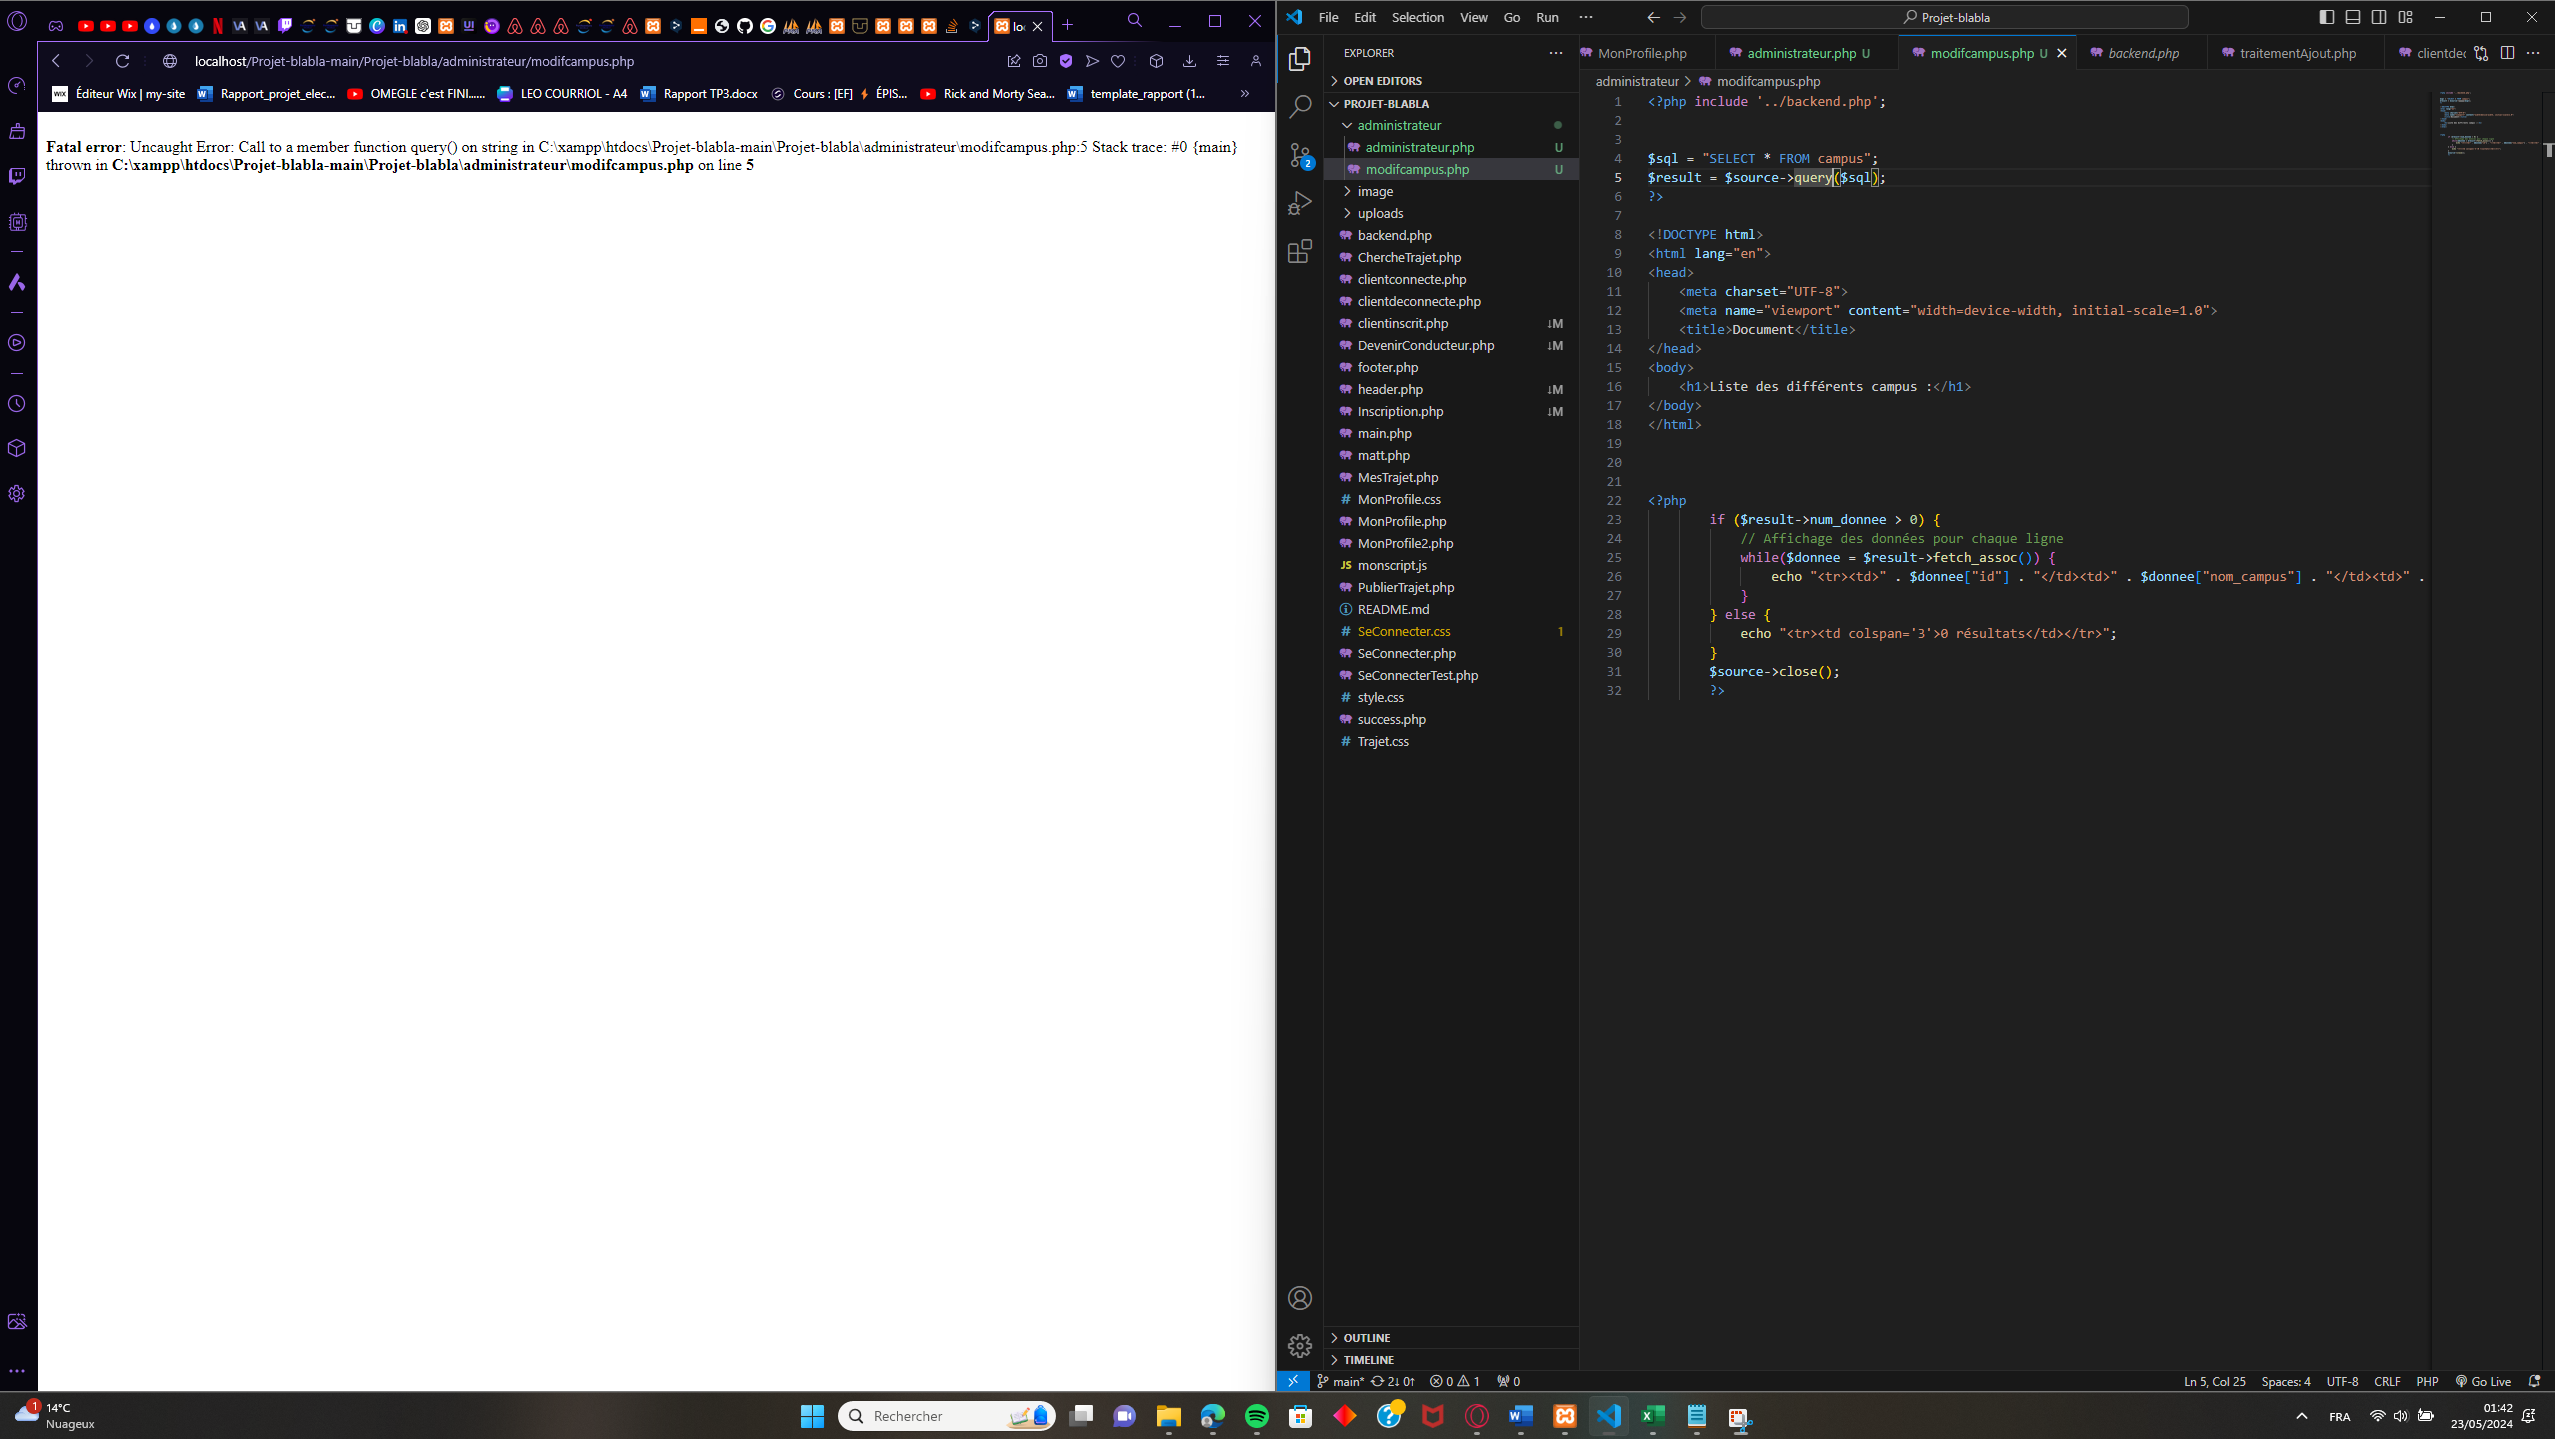 localhost/Projet-blabla-main/Projet-blabla/administrateur/modifcampus.php
Éditeur Wix | my-site
Rapport_projet_elec...
OMEGLE c'est FINI......
LEO COURRIOL - A4
Rapport TP3.docx
Cours : [EF]
ÉPIS...
Rick and Morty Sea...
template_rapport (1...
Fatal error: Uncaught Error: Call to a member function query() on string in C:\xampp\htdocs\Projet-blabla-main\Projet-blabla\administrateur\modifcampus.php:5 Stack trace: #0 {main}
thrown in C:\xampp\htdocs\Projet-blabla-main\Projet-blabla\administrateur\modifcampus.php on line 5
File Edit Selection View Go Run ···
Projet-blabla
EXPLORER
OPEN EDITORS
PROJET-BLABLA
administrateur
administrateur.php U
modifcampus.php U
image
uploads
backend.php
ChercheTrajet.php
clientconnecte.php
clientdeconnecte.php
clientinscrit.php ↓M
DevenirConducteur.php ↓M
footer.php
header.php ↓M
Inscription.php ↓M
main.php
matt.php
MesTrajet.php
MonProfile.css
MonProfile.php
MonProfile2.php
monscript.js
PublierTrajet.php
README.md
SeConnecter.css 1
SeConnecter.php
SeConnecterTest.php
style.css
success.php
Trajet.css
OUTLINE
TIMELINE
MonProfile.php
administrateur.php U
modifcampus.php U
backend.php
traitementAjout.php
clientdec
administrateur > modifcampus.php
1 <?php include '../backend.php';
2
3
4 $sql = "SELECT * FROM campus";
5 $result = $source->query($sql);
6 ?>
7
8 <!DOCTYPE html>
9 <html lang="en">
10 <head>
11 <meta charset="UTF-8">
12 <meta name="viewport" content="width=device-width, initial-scale=1.0">
13 <title>Document</title>
14 </head>
15 <body>
16 <h1>Liste des différents campus :</h1>
17 </body>
18 </html>
19
20
21
22 <?php
23 if ($result->num_donnee > 0) {
24 // Affichage des données pour chaque ligne
25 while($donnee = $result->fetch_assoc()) {
26 echo "<tr><td>" . $donnee["id"] . "</td><td>" . $donnee["nom_campus"] . "</td><td>" .
27 }
28 } else {
29 echo "<tr><td colspan='3'>0 résultats</td></tr>";
30 }
31 $source->close();
32 ?>
main* 2↓ 0↑ 0 1 0
Ln 5, Col 25 Spaces: 4 UTF-8 CRLF PHP Go Live
1
14°C
Nuageux
Rechercher
FRA
01:42
23/05/2024